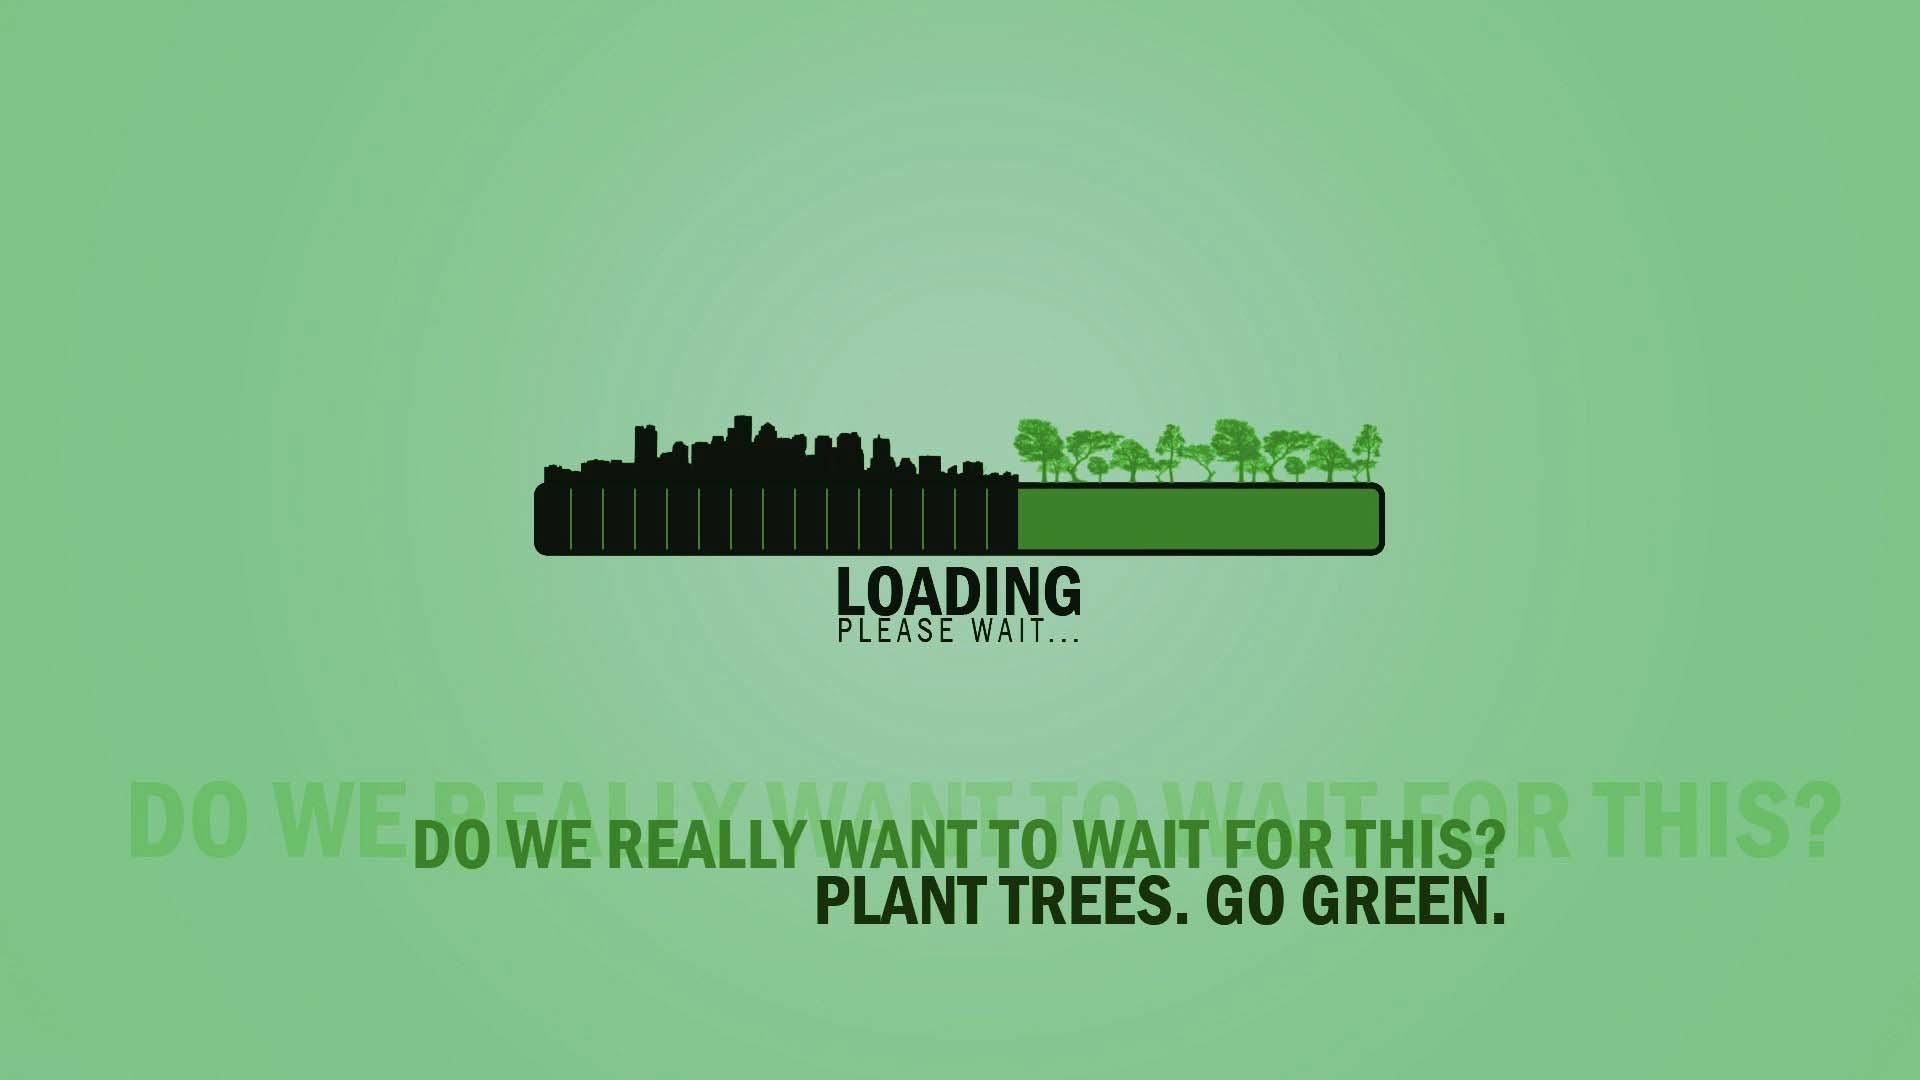 LOADING
PLEASE WAIT...
DO WE REALLY WANT TO WAIT FOR THIS?
DO WE REALLY WANT TO WAIT FOR THIS?
PLANT TREES. GO GREEN.